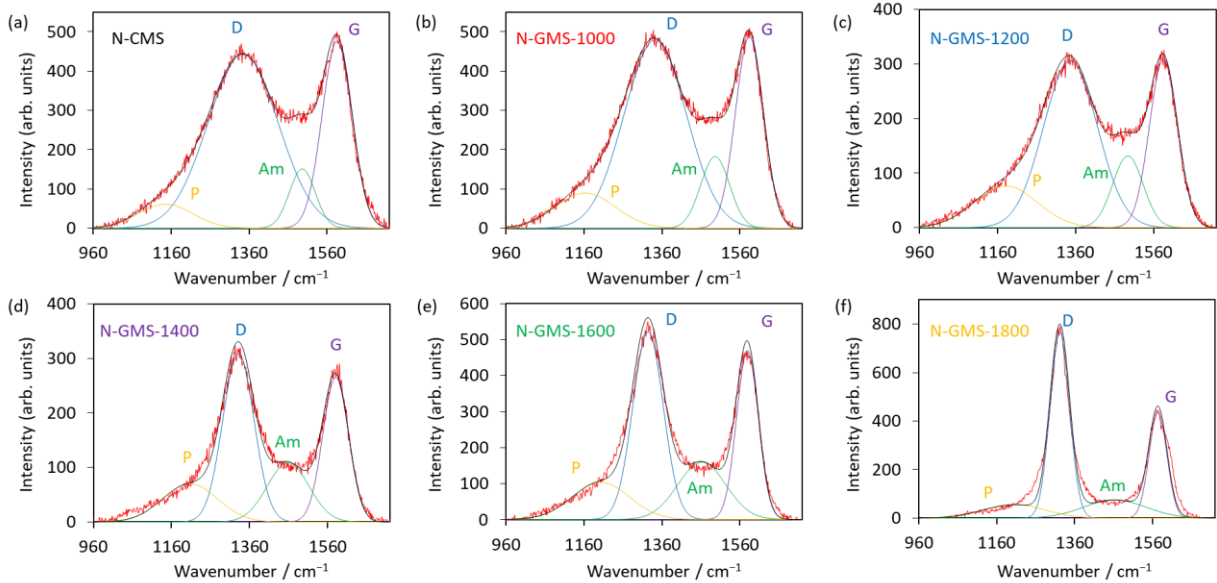 (a)
N-CMS
D
G
P
Am
Intensity (arb. units)
500
400
300
200
100
0
960
1160
1360
1560
Wavenumber / cm⁻¹
(b)
N-GMS-1000
D
G
P
Am
Intensity (arb. units)
500
400
300
200
100
0
960
1160
1360
1560
Wavenumber / cm⁻¹
(c)
N-GMS-1200
D
G
P
Am
Intensity (arb. units)
400
300
200
100
0
960
1160
1360
1560
Wavenumber / cm⁻¹
(d)
N-GMS-1400
D
G
P
Am
Intensity (arb. units)
400
300
200
100
0
960
1160
1360
1560
Wavenumber / cm⁻¹
(e)
N-GMS-1600
D
G
P
Am
Intensity (arb. units)
600
500
400
300
200
100
0
960
1160
1360
1560
Wavenumber / cm⁻¹
(f)
N-GMS-1800
D
G
P
Am
Intensity (arb. units)
800
600
400
200
0
960
1160
1360
1560
Wavenumber / cm⁻¹